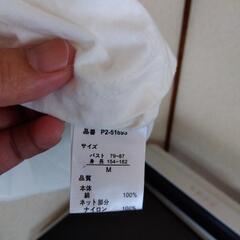 品番 P2-51693
サイズ
バスト 79-87
身長 154-162
M
品質
本体
綿 100%
ネット部分
ナイロン 100%